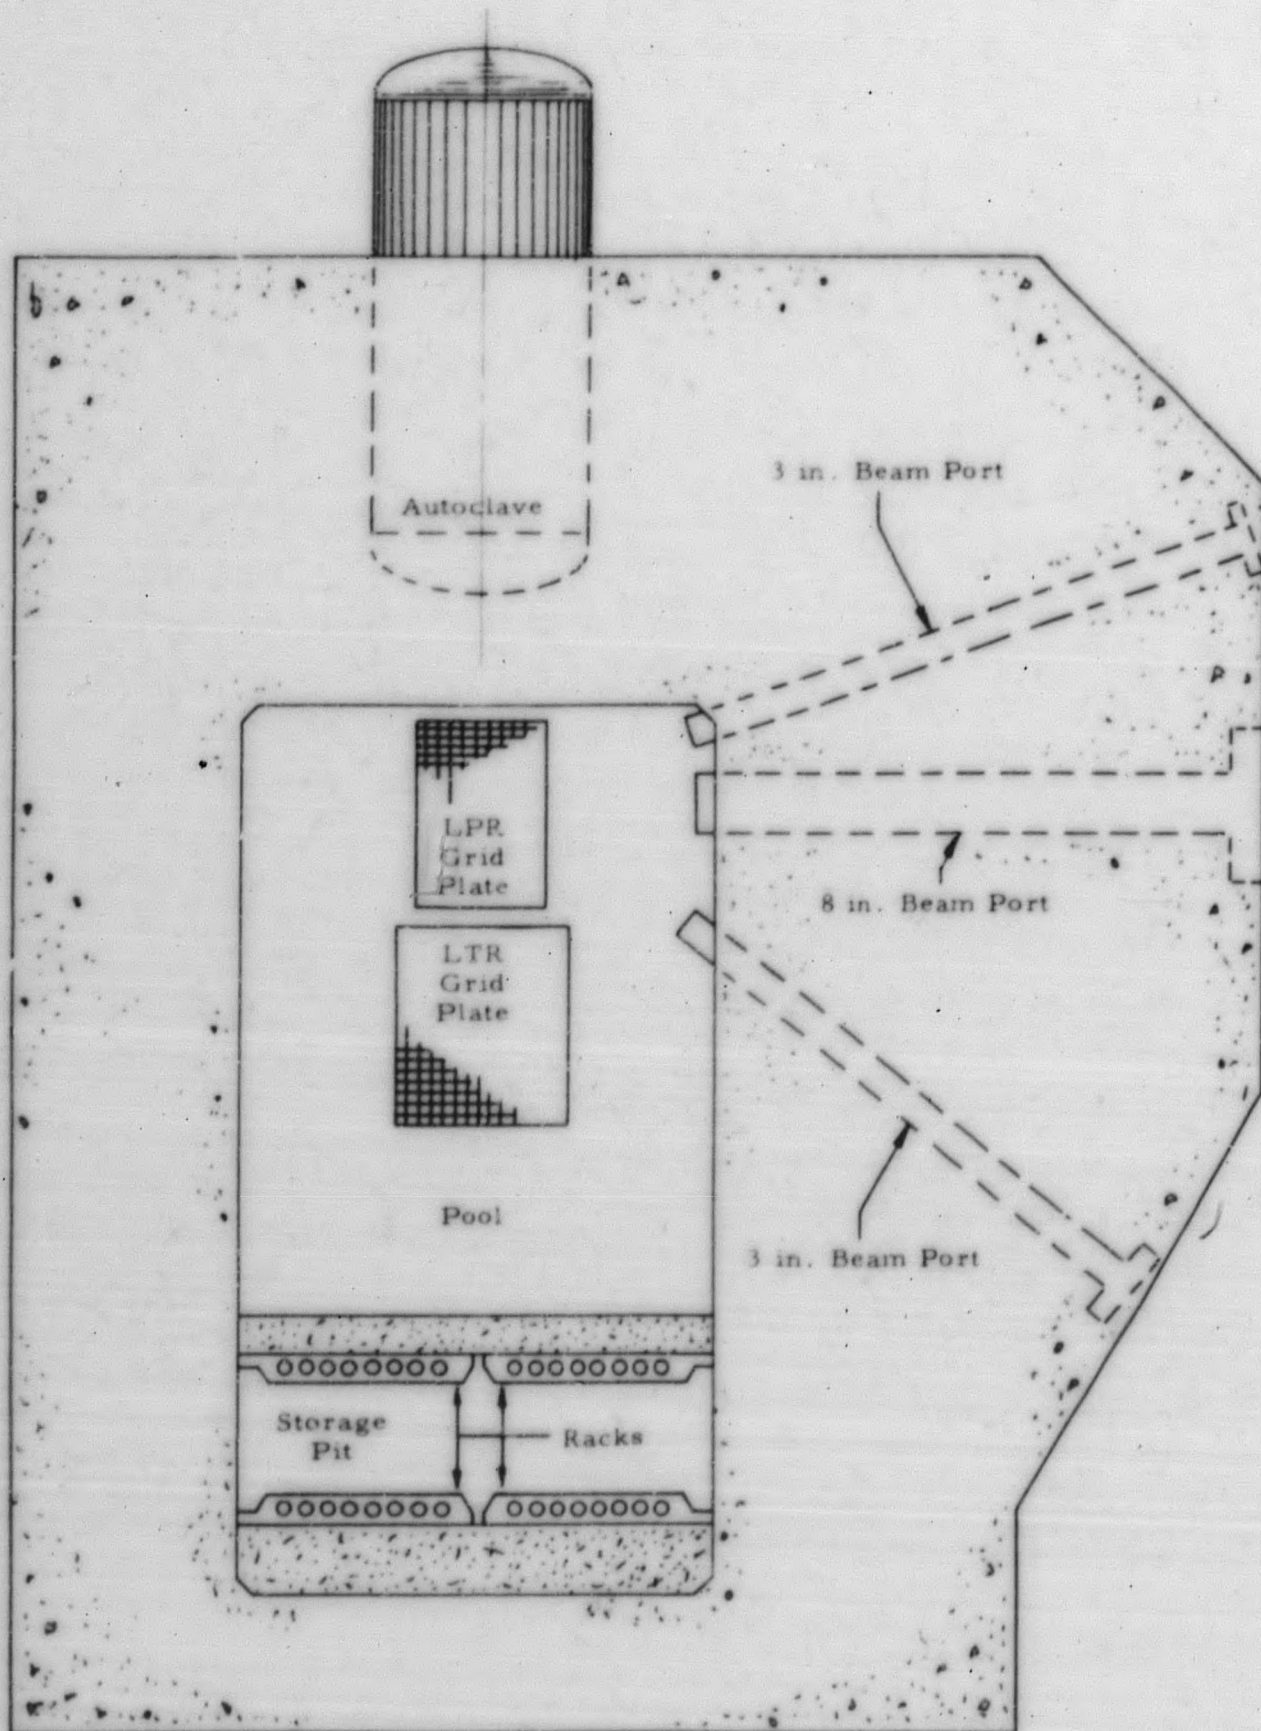 3 in. Beam Port
Autoclave
LPR
Grid
Plate
8 in. Beam Port
LTR
Grid
Plate
Pool
3 in. Beam Port
Storage
Pit
Racks